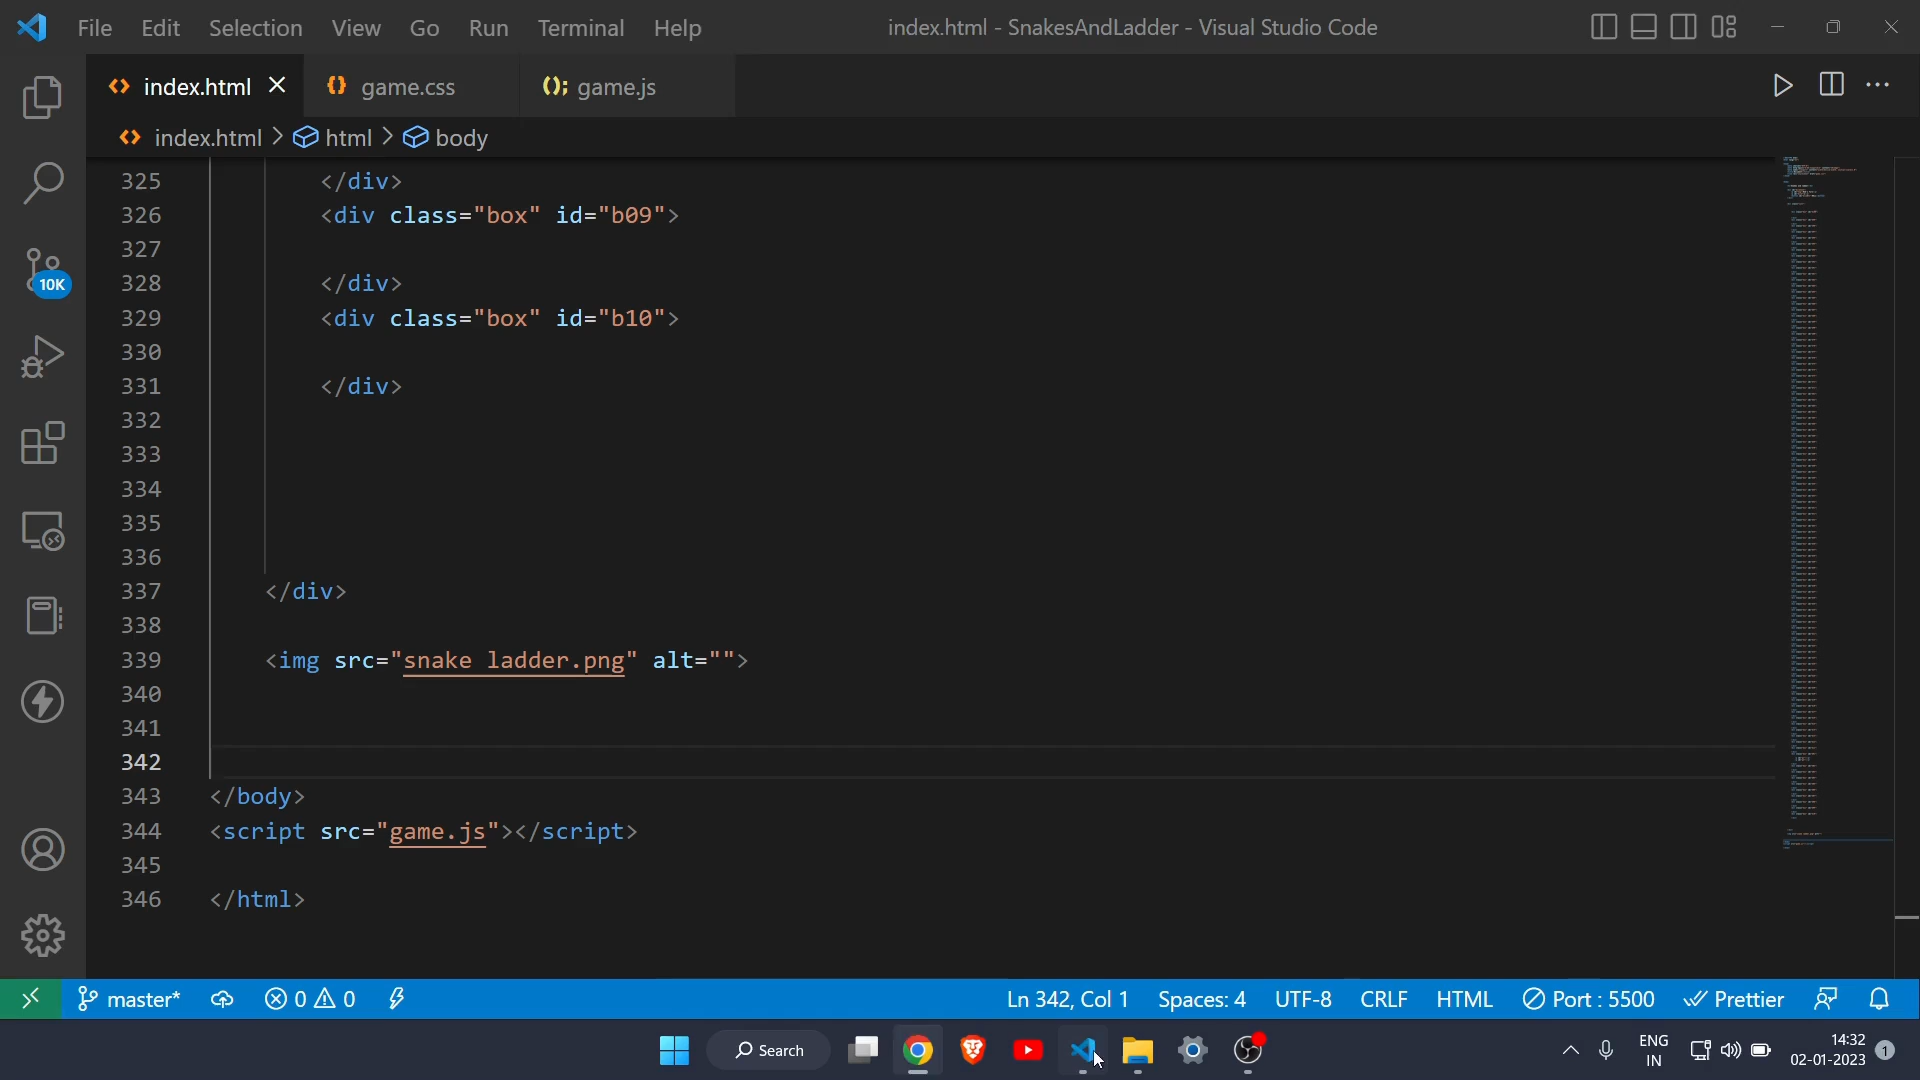 File Edit Selection View Go Run Terminal Help index.html - SnakesAndLadder - Visual Studio Code
index.html game.css game.js
index.html > html > body
325 </div>
326 <div class="box" id="b09">
327
328 </div>
329 <div class="box" id="b10">
330
331 </div>
332
333
334
335
336
337 </div>
338
339 <img src="snake ladder.png" alt="">
340
341
342
343 </body>
344 <script src="game.js"></script>
345
346 </html>
10K
master* 0 0 Ln 342, Col 1 Spaces: 4 UTF-8 CRLF HTML Port : 5500 Prettier
Search ENG 14:32
IN 02-01-2023 1